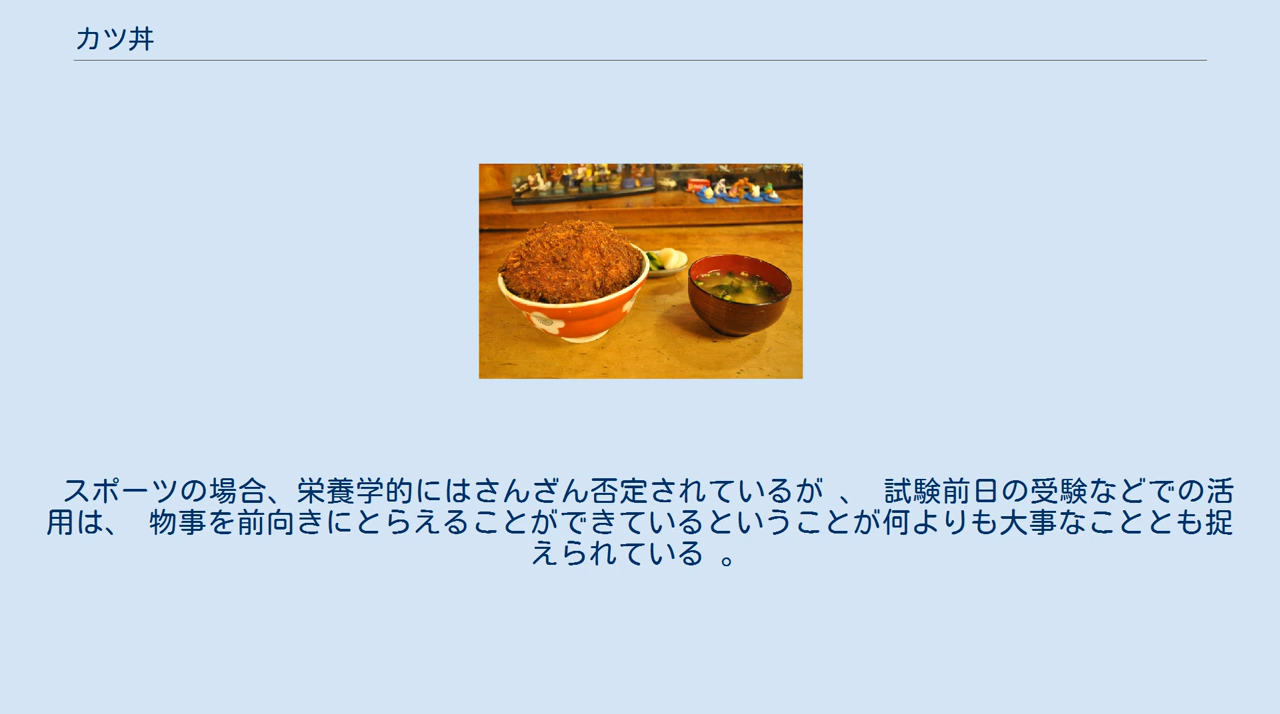 カツ丼
スポーツの場合、栄養学的にはさんざん否定されているが 、 試験前日の受験などでの活
用は、 物事を前向きにとらえることができているということが何よりも大事なこととも捉
えられている 。